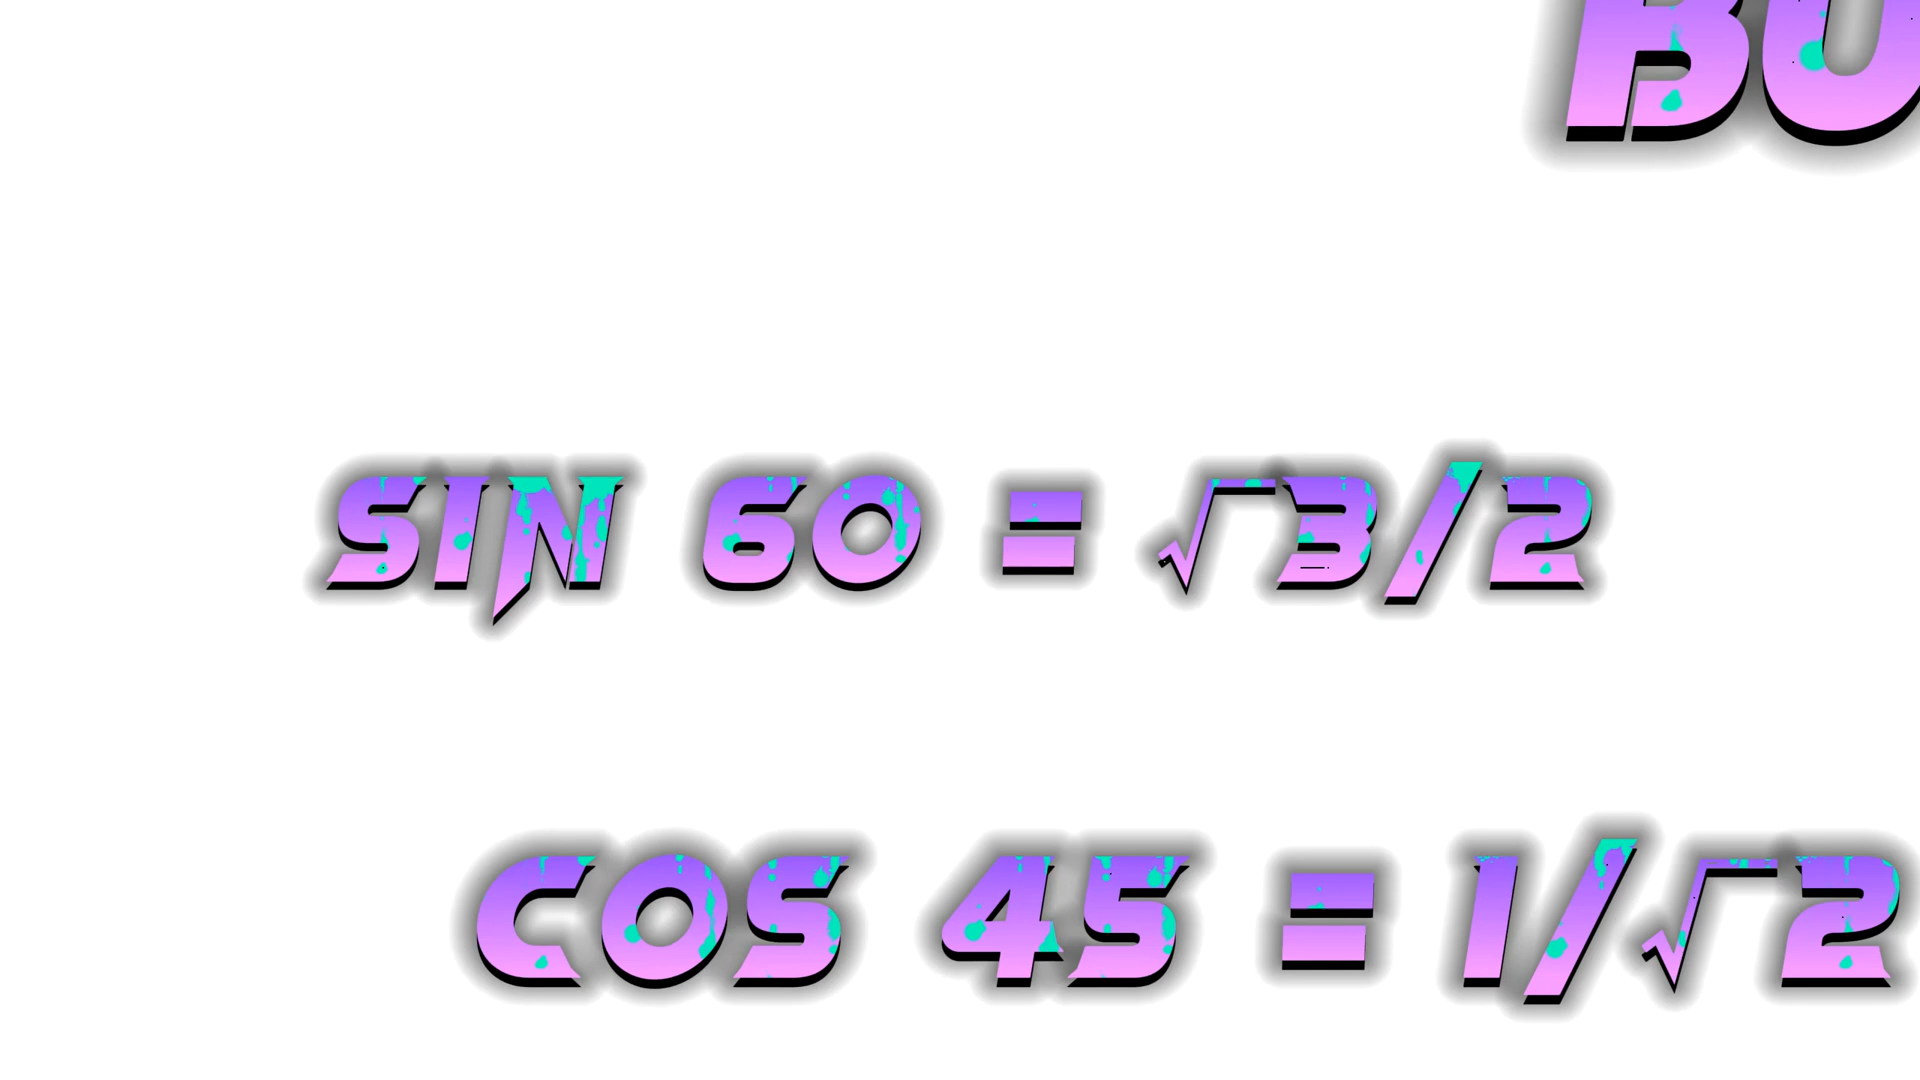 SIN 60 = √3/2
COS 45 = 1/√2